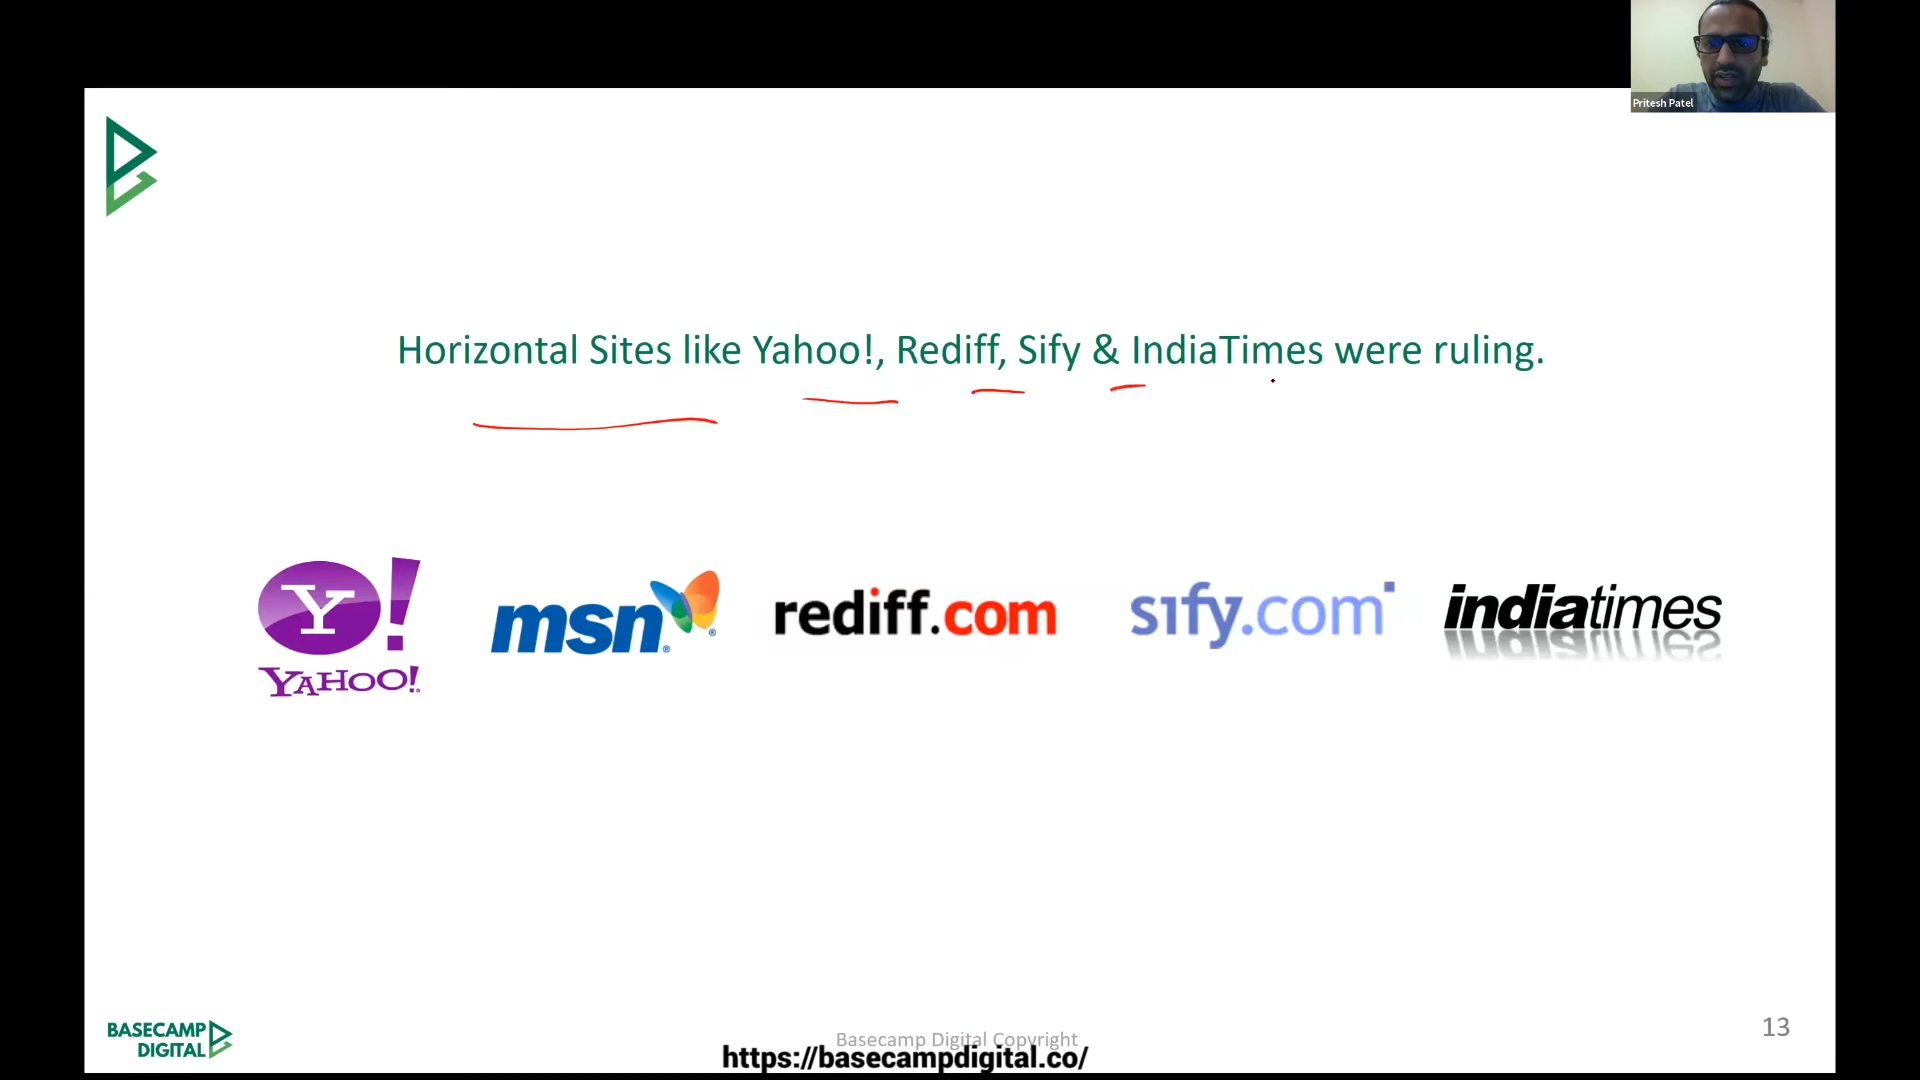 Pritesh Patel
Horizontal Sites like Yahoo!, Rediff, Sify & IndiaTimes were ruling.
Y!
YAHOO!®
msn®
rediff.com
sify.com
indiatimes
BASECAMP
DIGITAL
Basecamp Digital Copyright
https://basecampdigital.co/
13